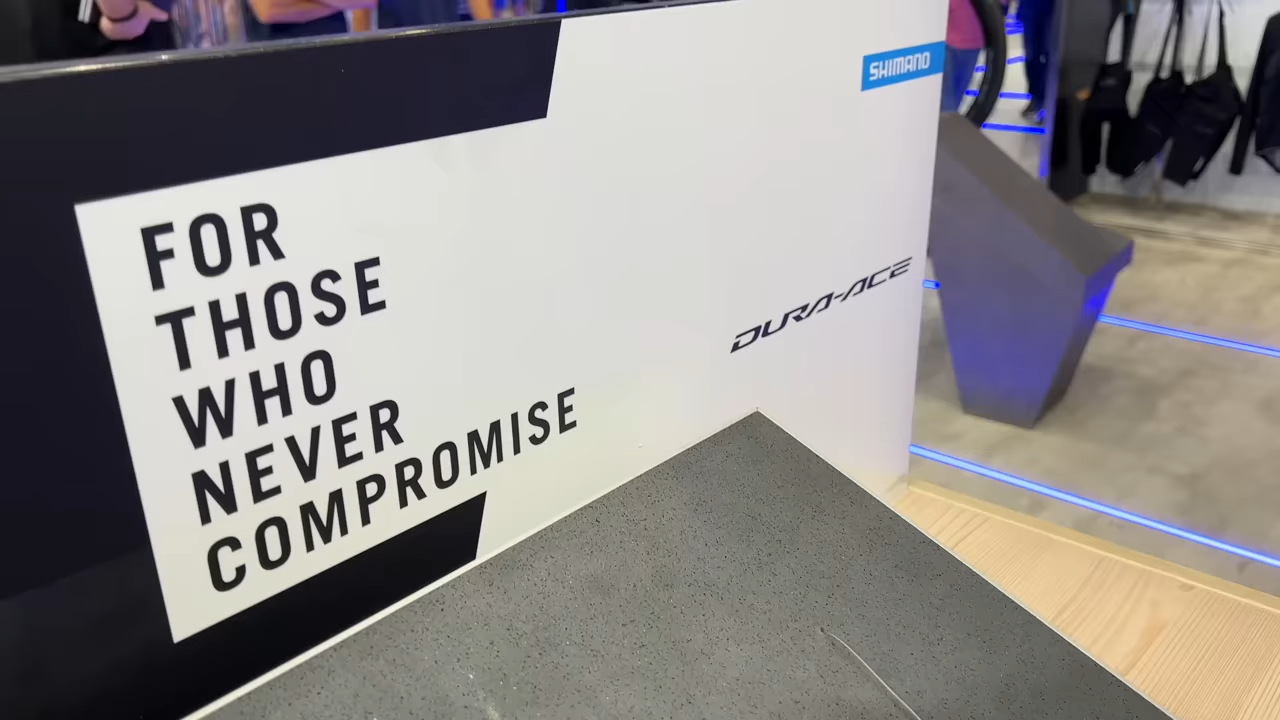 SHIMANO
FOR
THOSE
WHO
NEVER
COMPROMISE
DURA-ACE